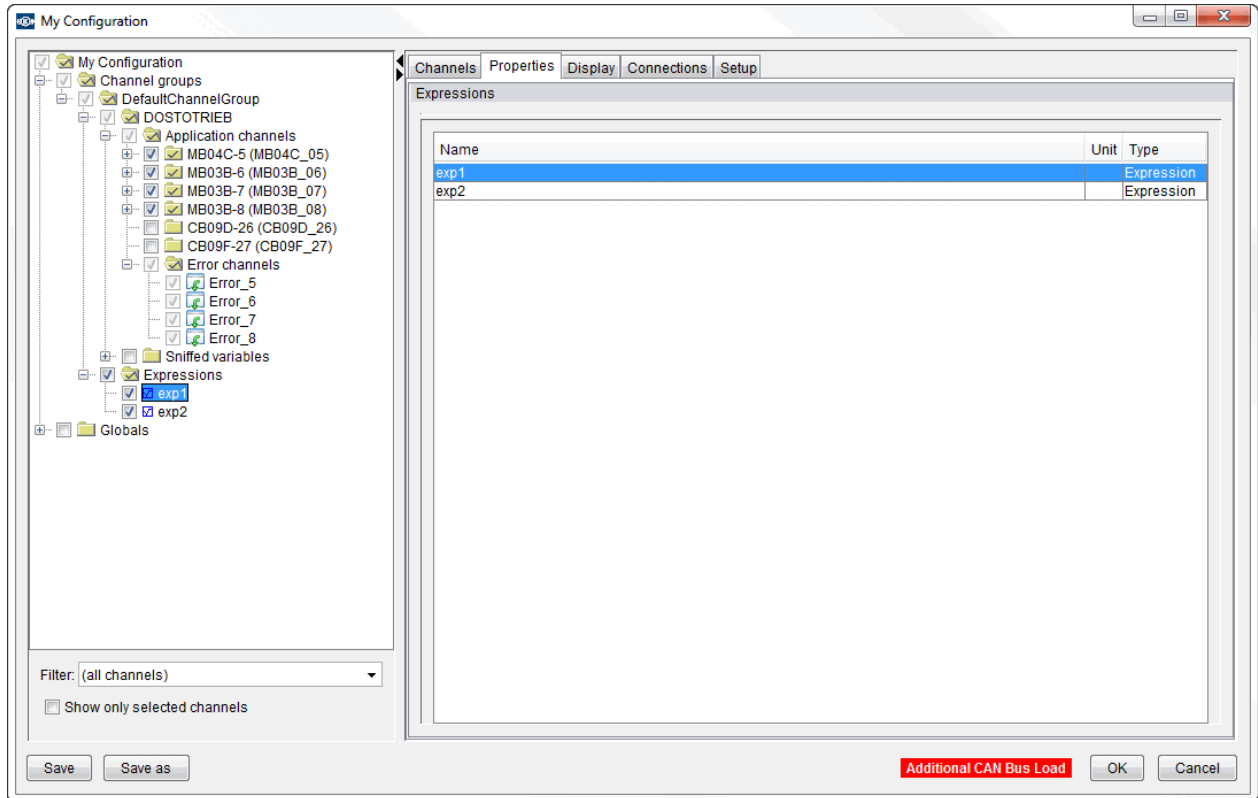 My Configuration
My Configuration
Channel groups
DefaultChannelGroup
DOSTOTRIEB
Application channels
MB04C-5 (MB04C_05)
MB03B-6 (MB03B_06)
MB03B-7 (MB03B_07)
MB03B-8 (MB03B_08)
CB09D-26 (CB09D_26)
CB09F-27 (CB09F_27)
Error channels
Error_5
Error_6
Error_7
Error_8
Sniffed variables
Expressions
exp1
exp2
Globals
Filter: (all channels)
Show only selected channels
Channels Properties Display Connections Setup
Expressions
Name Unit Type
exp1 Expression
exp2 Expression
Save Save as Additional CAN Bus Load OK Cancel